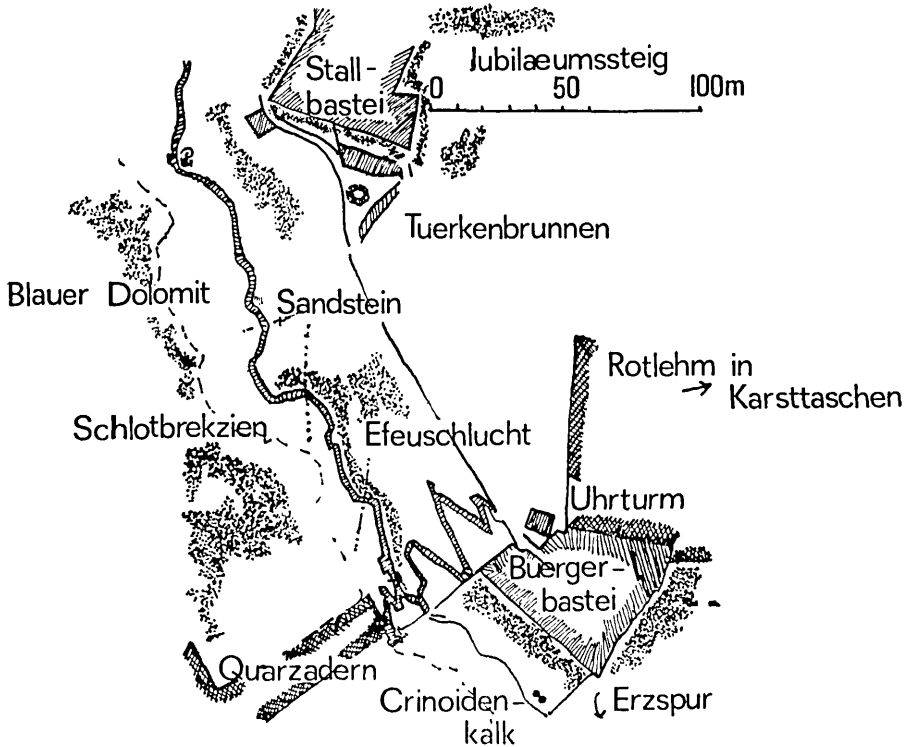 Jubilæumssteig
0 50 100m
Stall-
bastei
Tuerkenbrunnen
Blauer Dolomit
Sandstein
Rotlehm in
Karsttaschen
Schlotbrekzien
Efeuschlucht
Uhrturm
Buerger-
bastei
Quarzadern
Crinoiden-
kalk
Erzspur